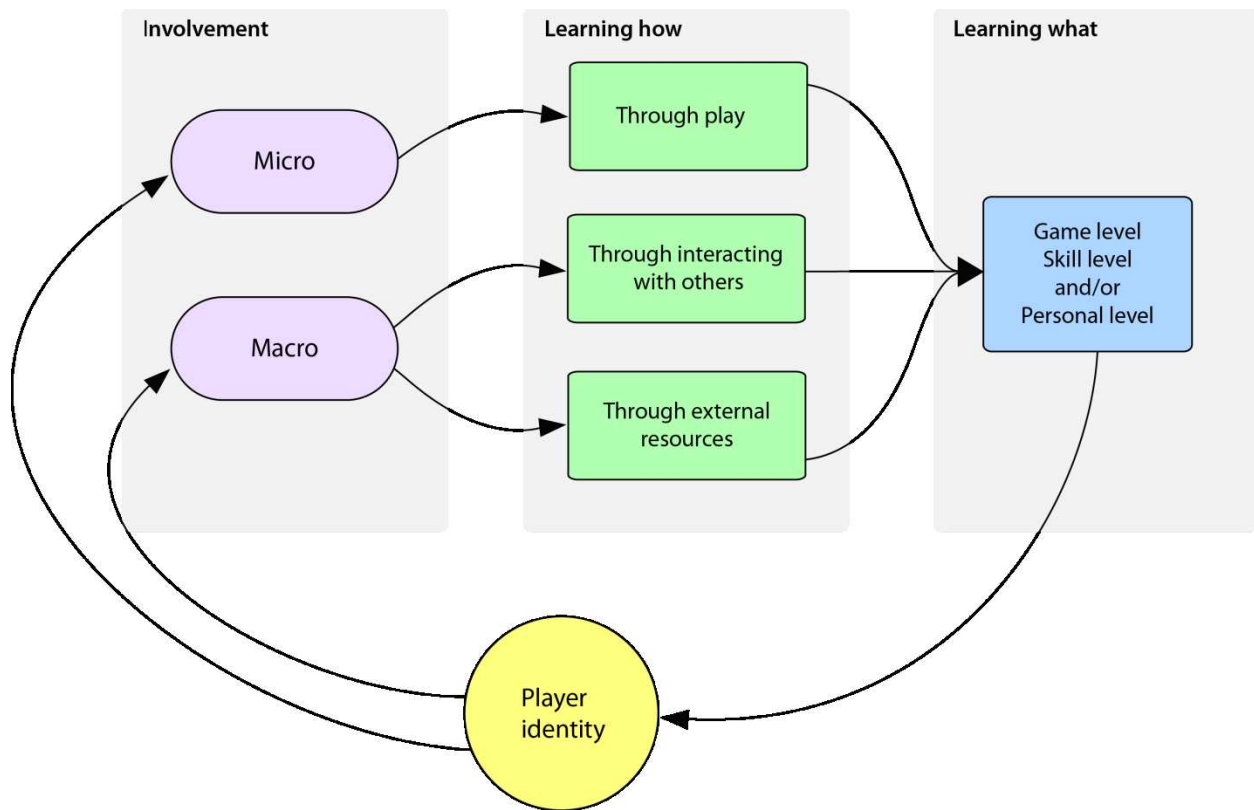 Involvement
Learning how
Learning what
Micro
Macro
Through play
Through interacting
with others
Through external
resources
Game level
Skill level
and/or
Personal level
Player
identity